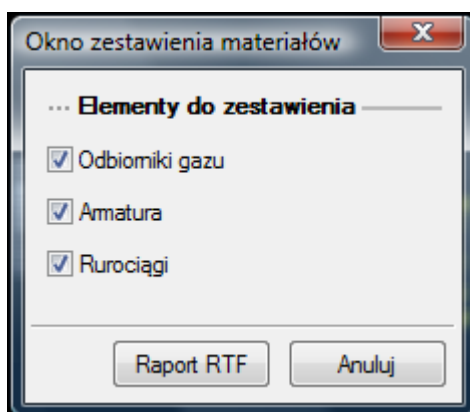 Okno zestawienia materiałów
Elementy do zestawienia
Odbiorniki gazu
Armatura
Rurociągi
Raport RTF
Anuluj